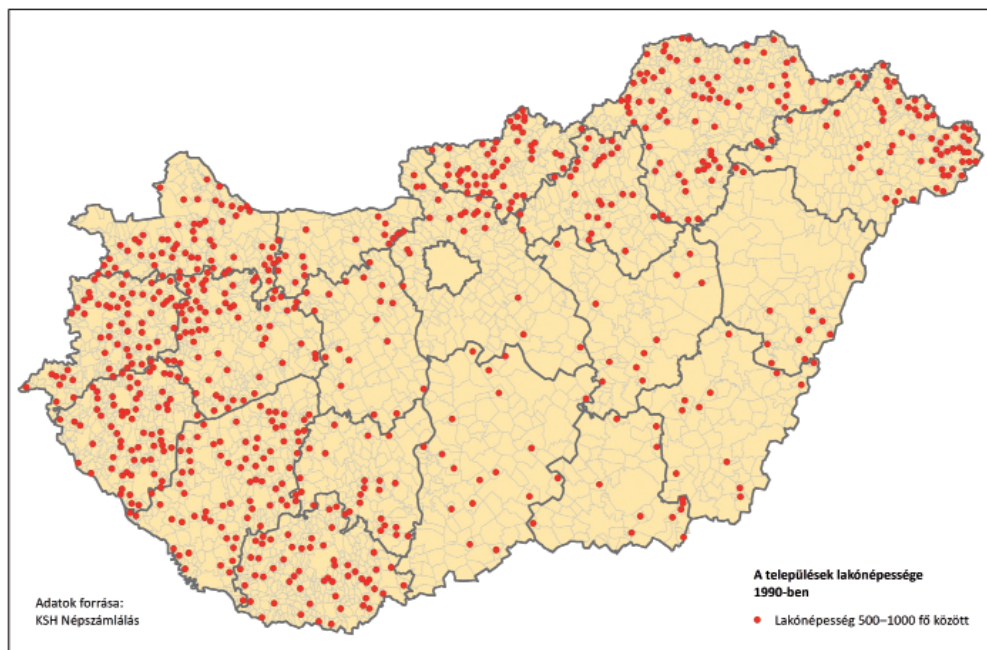 A települések lakónépessége
1990-ben
Lakónépesség 500–1000 fő között
Adatok forrása:
KSH Népszámlálás